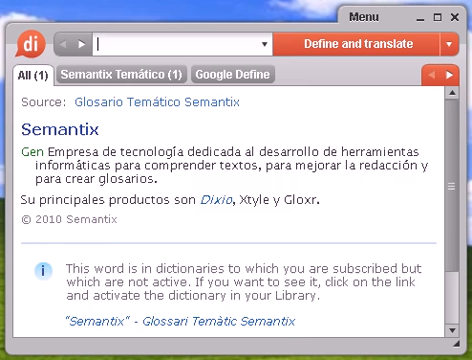 Menu
di
Define and translate
All (1)
Semantix Temático (1)
Google Define
Source: Glosario Temático Semantix
Semantix
Gen Empresa de tecnología dedicada al desarrollo de herramientas
informáticas para comprender textos, para mejorar la redacción y
para crear glosarios.
Su principales productos son Dixio, Xtyle y Gloxr.
© 2010 Semantix
i
This word is in dictionaries to which you are subscribed but
which are not active. If you want to see it, click on the link
and activate the dictionary in your Library.
"Semantix" - Glossari Temàtic Semantix